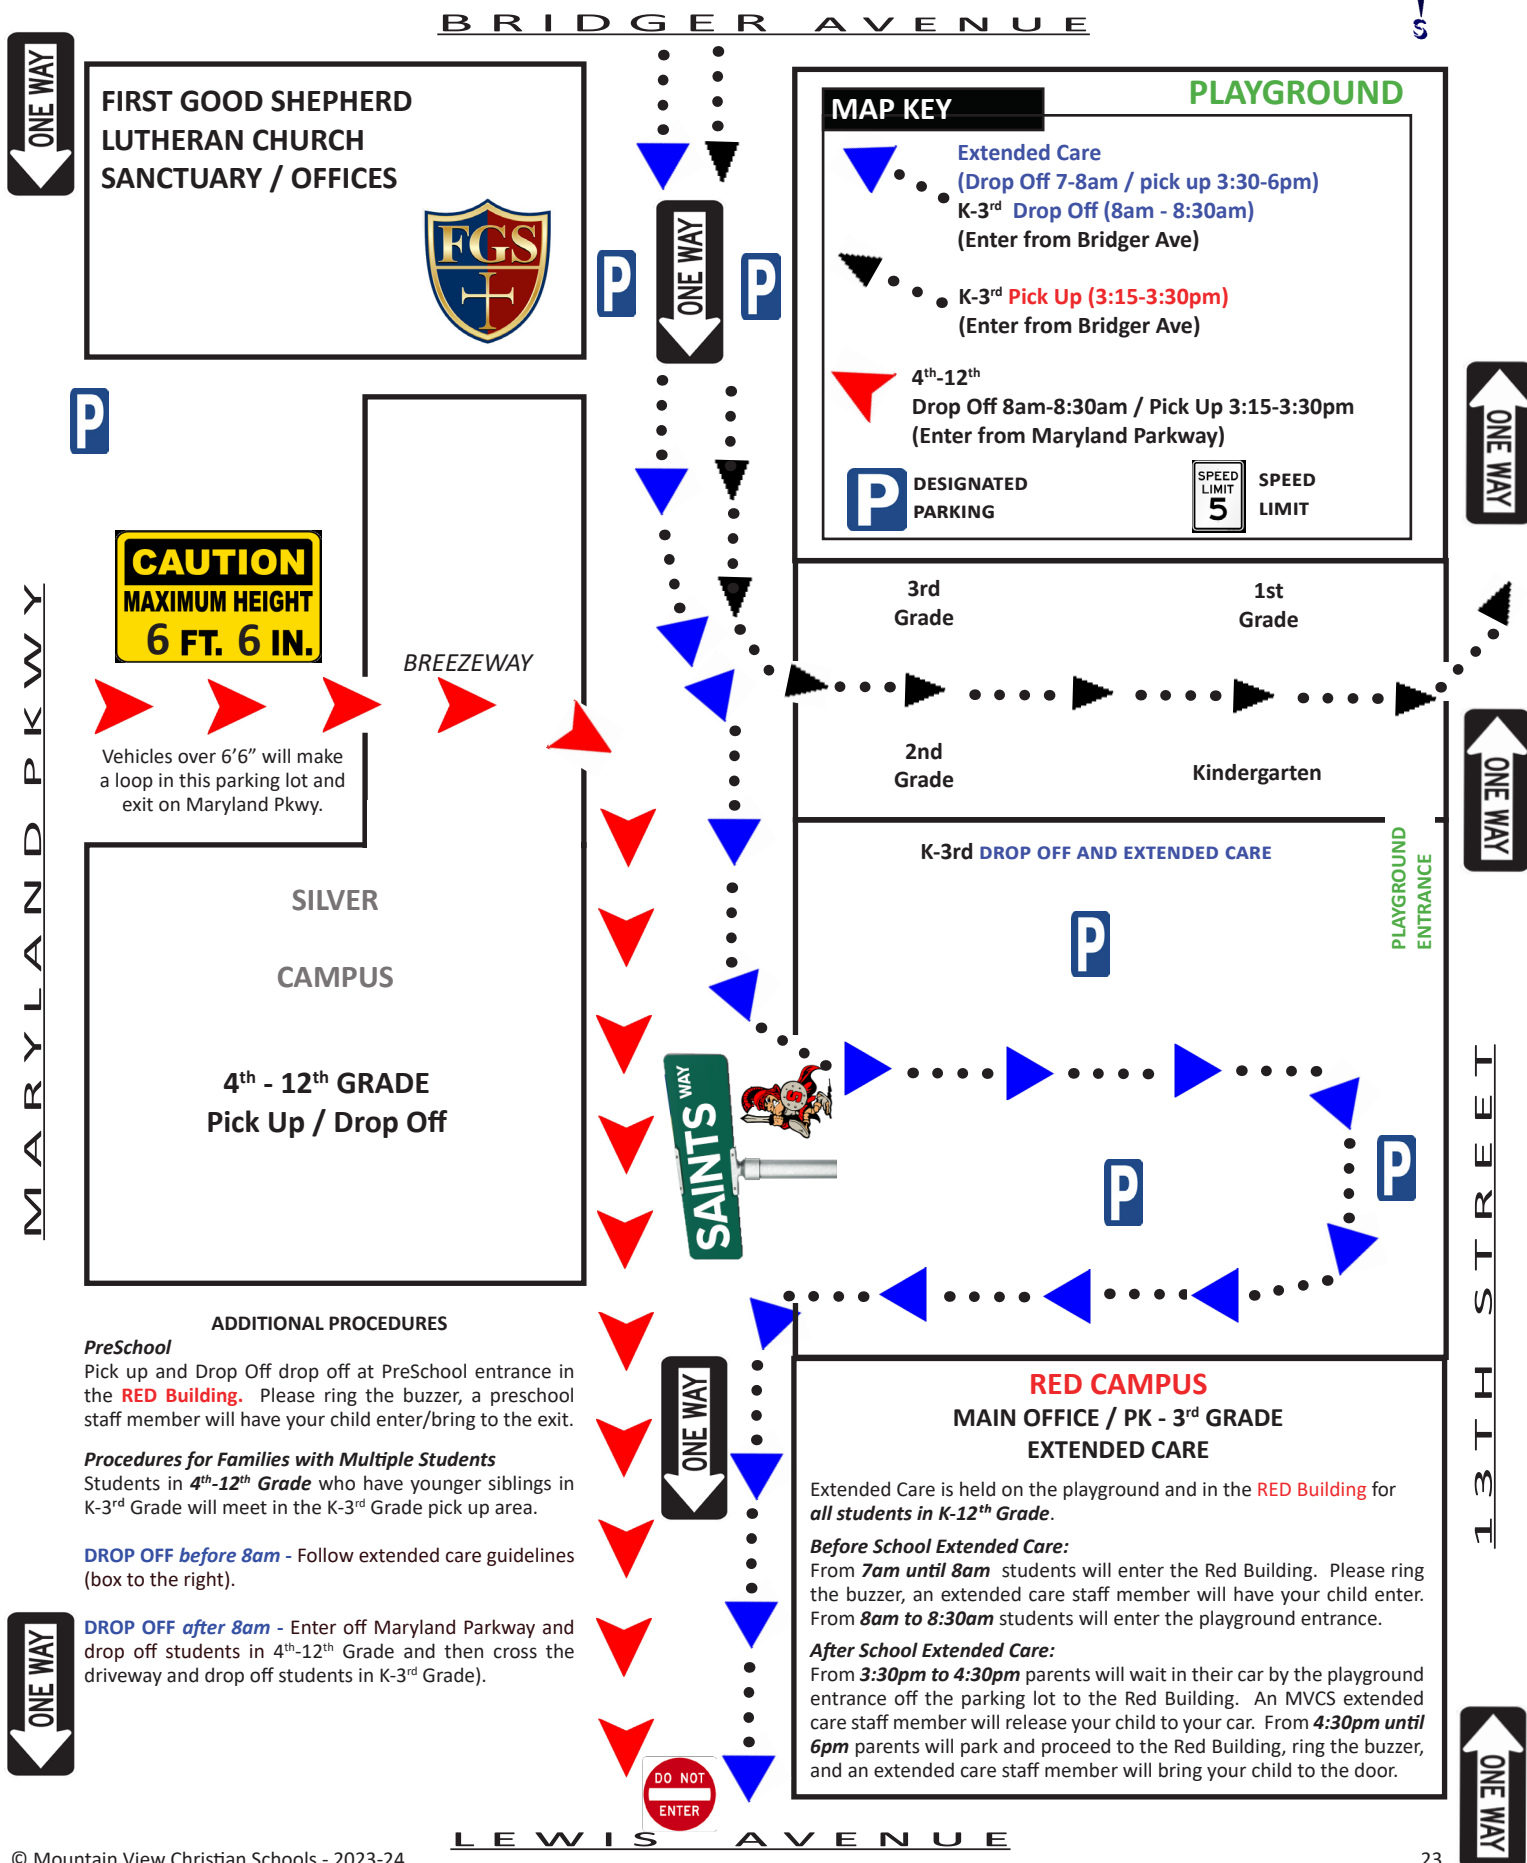 BRIDGER AVENUE
S
ONE WAY
FIRST GOOD SHEPHERD
LUTHERAN CHURCH
SANCTUARY / OFFICES
FGS
P
ONE WAY
P
PLAYGROUND
MAP KEY
Extended Care
(Drop Off 7-8am / pick up 3:30-6pm)
K-3rd Drop Off (8am - 8:30am)
(Enter from Bridger Ave)
K-3rd Pick Up (3:15-3:30pm)
(Enter from Bridger Ave)
4th-12th
Drop Off 8am-8:30am / Pick Up 3:15-3:30pm
(Enter from Maryland Parkway)
P
DESIGNATED
PARKING
SPEED
LIMIT
5
SPEED
LIMIT
ONE WAY
P
CAUTION
MAXIMUM HEIGHT
6 FT. 6 IN.
BREEZEWAY
Vehicles over 6’6” will make
a loop in this parking lot and
exit on Maryland Pkwy.
MARYLAND PKWY
3rd
Grade
1st
Grade
2nd
Grade
Kindergarten
ONE WAY
SILVER
CAMPUS
4th - 12th GRADE
Pick Up / Drop Off
K-3rd DROP OFF AND EXTENDED CARE
PLAYGROUND
ENTRANCE
P
SAINTS WAY
S
P
P
13TH STREET
ADDITIONAL PROCEDURES
PreSchool
Pick up and Drop Off drop off at PreSchool entrance in
the RED Building. Please ring the buzzer, a preschool
staff member will have your child enter/bring to the exit.
Procedures for Families with Multiple Students
Students in 4th-12th Grade who have younger siblings in
K-3rd Grade will meet in the K-3rd Grade pick up area.
DROP OFF before 8am - Follow extended care guidelines
(box to the right).
DROP OFF after 8am - Enter off Maryland Parkway and
drop off students in 4th-12th Grade and then cross the
driveway and drop off students in K-3rd Grade).
ONE WAY
ONE WAY
RED CAMPUS
MAIN OFFICE / PK - 3rd GRADE
EXTENDED CARE
Extended Care is held on the playground and in the RED Building for
all students in K-12th Grade.
Before School Extended Care:
From 7am until 8am students will enter the Red Building. Please ring
the buzzer, an extended care staff member will have your child enter.
From 8am to 8:30am students will enter the playground entrance.
After School Extended Care:
From 3:30pm to 4:30pm parents will wait in their car by the playground
entrance off the parking lot to the Red Building. An MVCS extended
care staff member will release your child to your car. From 4:30pm until
6pm parents will park and proceed to the Red Building, ring the buzzer,
and an extended care staff member will bring your child to the door.
ONE WAY
DO NOT
ENTER
LEWIS AVENUE
© Mountain View Christian Schools - 2023-24
23